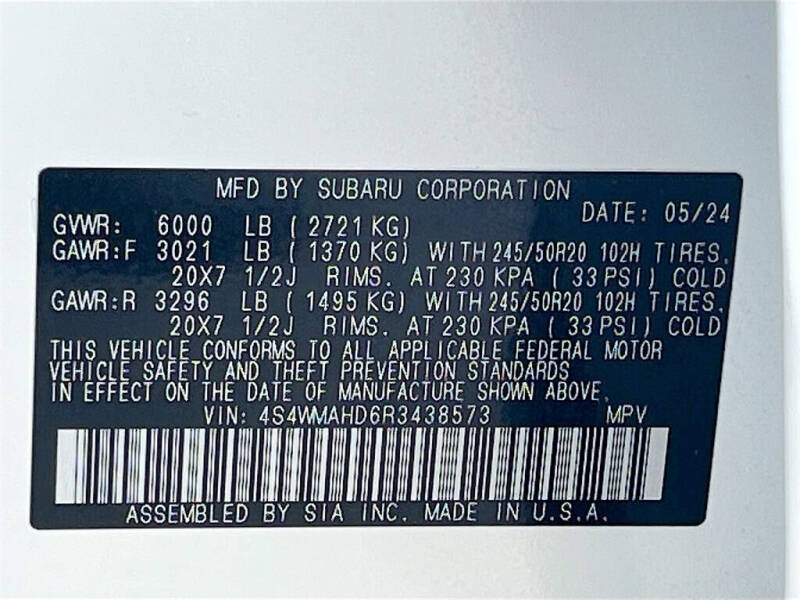 MFD BY SUBARU CORPORATION
DATE: 05/24
GVWR: 6000 LB ( 2721 KG)
GAWR:F 3021 LB ( 1370 KG) WITH 245/50R20 102H TIRES,
20X7 1/2J RIMS. AT 230 KPA ( 33 PSI) COLD
GAWR:R 3296 LB ( 1495 KG) WITH 245/50R20 102H TIRES,
20X7 1/2J RIMS. AT 230 KPA ( 33 PSI) COLD
THIS VEHICLE CONFORMS TO ALL APPLICABLE FEDERAL MOTOR
VEHICLE SAFETY AND THEFT PREVENTION STANDARDS
IN EFFECT ON THE DATE OF MANUFACTURE SHOWN ABOVE.
VIN: 4S4WMAHD6R3438573 MPV
ASSEMBLED BY SIA INC. MADE IN U.S.A.